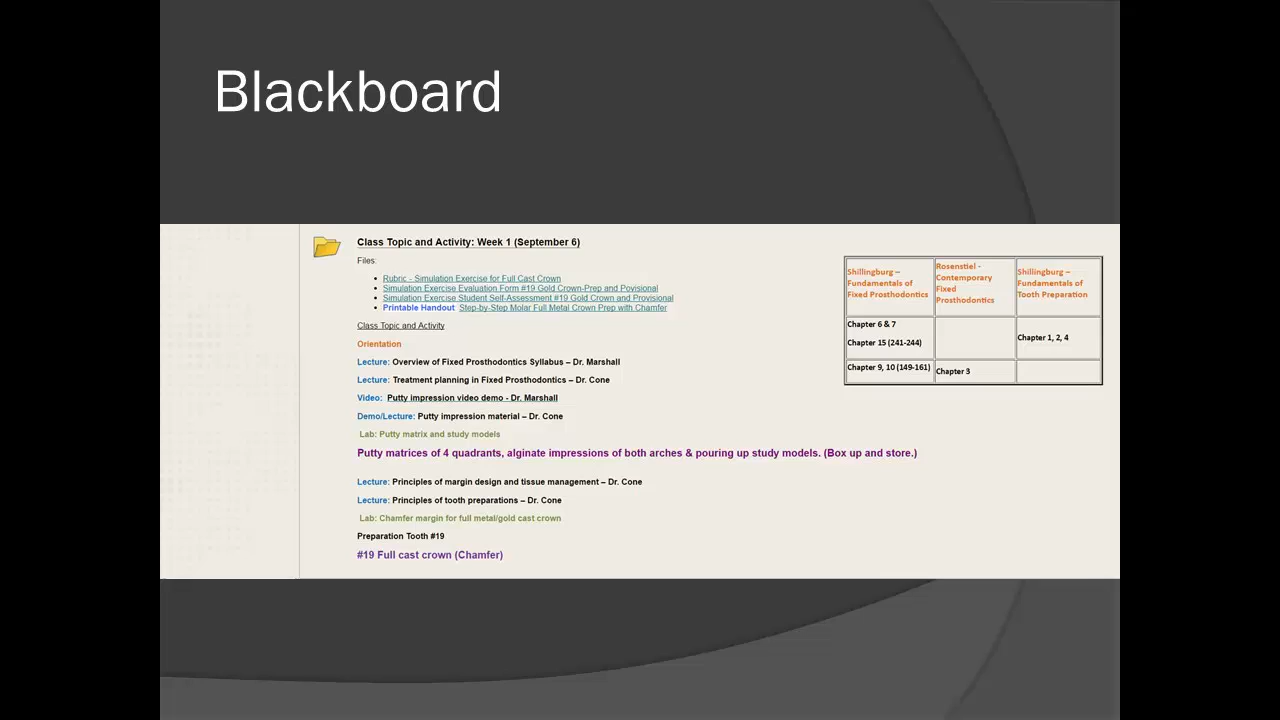 Blackboard
Class Topic and Activity: Week 1 (September 6)
Files:
Rubric - Simulation Exercise for Full Cast Crown
Simulation Exercise Evaluation Form #19 Gold Crown-Prep and Povisional
Simulation Exercise Student Self-Assessment #19 Gold Crown and Provisional
Printable Handout Step-by-Step Molar Full Metal Crown Prep with Chamfer
Class Topic and Activity
Orientation
Lecture: Overview of Fixed Prosthodontics Syllabus – Dr. Marshall
Lecture: Treatment planning in Fixed Prosthodontics – Dr. Cone
Video: Putty impression video demo - Dr. Marshall
Demo/Lecture: Putty impression material – Dr. Cone
Lab: Putty matrix and study models
Putty matrices of 4 quadrants, alginate impressions of both arches & pouring up study models. (Box up and store.)
Lecture: Principles of margin design and tissue management – Dr. Cone
Lecture: Principles of tooth preparations – Dr. Cone
Lab: Chamfer margin for full metal/gold cast crown
Preparation Tooth #19
#19 Full cast crown (Chamfer)
Shillingburg –
Fundamentals of
Fixed Prosthodontics
Rosenstiel -
Contemporary
Fixed
Prosthodontics
Shillingburg –
Fundamentals of
Tooth Preparation
Chapter 6 & 7
Chapter 15 (241-244)
Chapter 1, 2, 4
Chapter 9, 10 (149-161)
Chapter 3